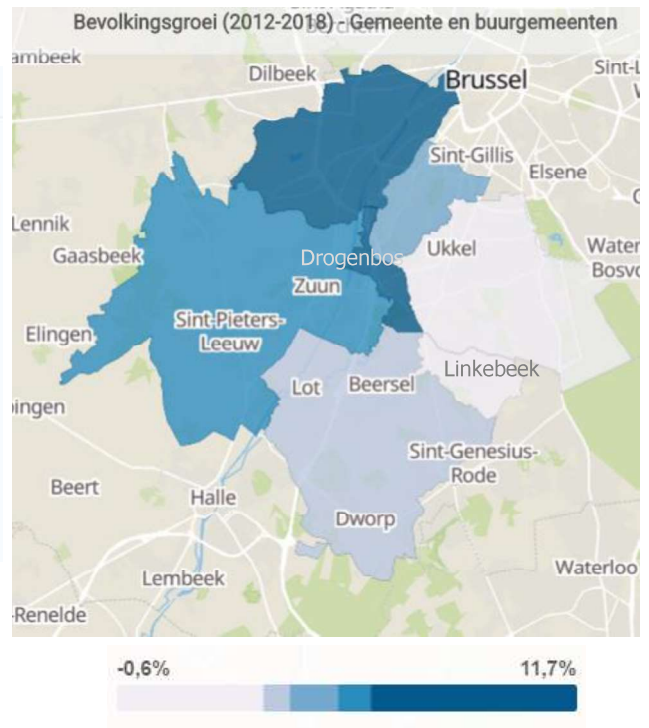 Bevolkingsgroei (2012-2018) - Gemeente en buurgemeenten
Dilbeek
Brussel
Sint-Gillis
Elsene
Lennik
Gaasbeek
Drogenbos
Ukkel
Zuun
Sint-Pieters-
Leeuw
Elingen
Linkebeek
Lot
Beersel
Sint-Genesius-
Rode
Beert
Halle
Dworp
Lembeek
Waterloo
-Renelde
-0,6%
11,7%